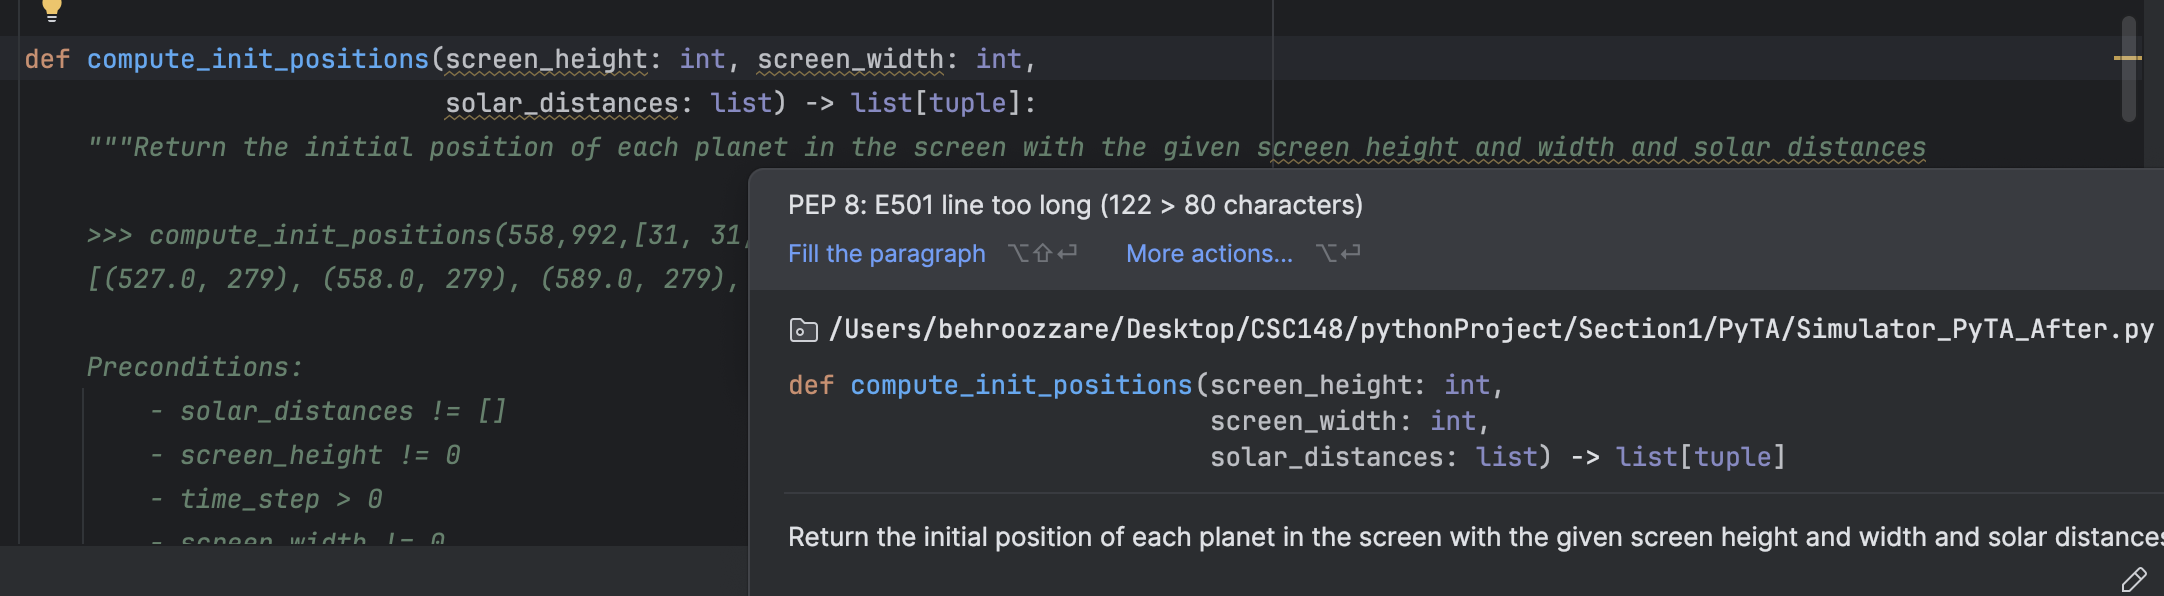 def compute_init_positions(screen_height: int, screen_width: int,
solar_distances: list) -> list[tuple]:
"""Return the initial position of each planet in the screen with the given screen height and width and solar distances
>>> compute_init_positions(558,992,[31, 31,
[(527.0, 279), (558.0, 279), (589.0, 279),
Preconditions:
- solar_distances != []
- screen_height != 0
- time_step > 0
- screen_width != 0
PEP 8: E501 line too long (122 > 80 characters)
Fill the paragraph ⌥⇧⏎ More actions... ⌥⏎
/Users/behroozzare/Desktop/CSC148/pythonProject/Section1/PyTA/Simulator_PyTA_After.py
def compute_init_positions(screen_height: int,
screen_width: int,
solar_distances: list) -> list[tuple]
Return the initial position of each planet in the screen with the given screen height and width and solar distances